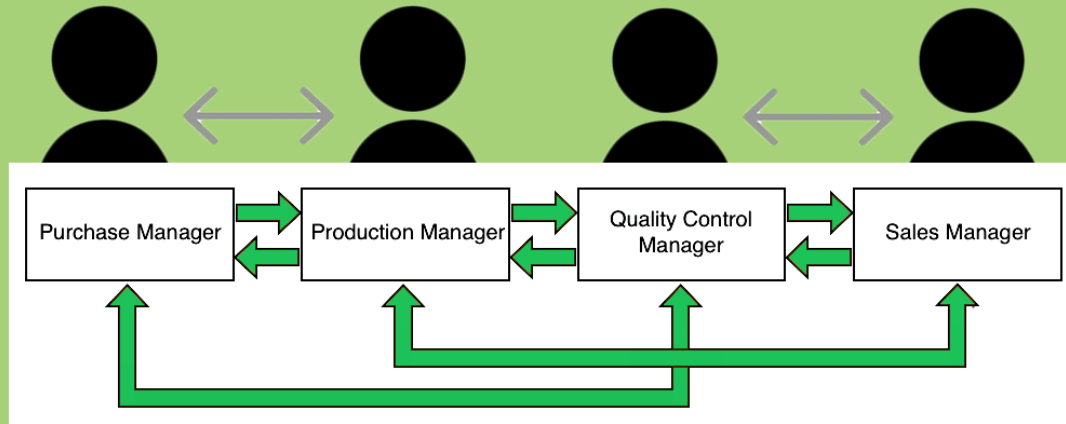 Purchase Manager
Production Manager
Quality Control
Manager
Sales Manager